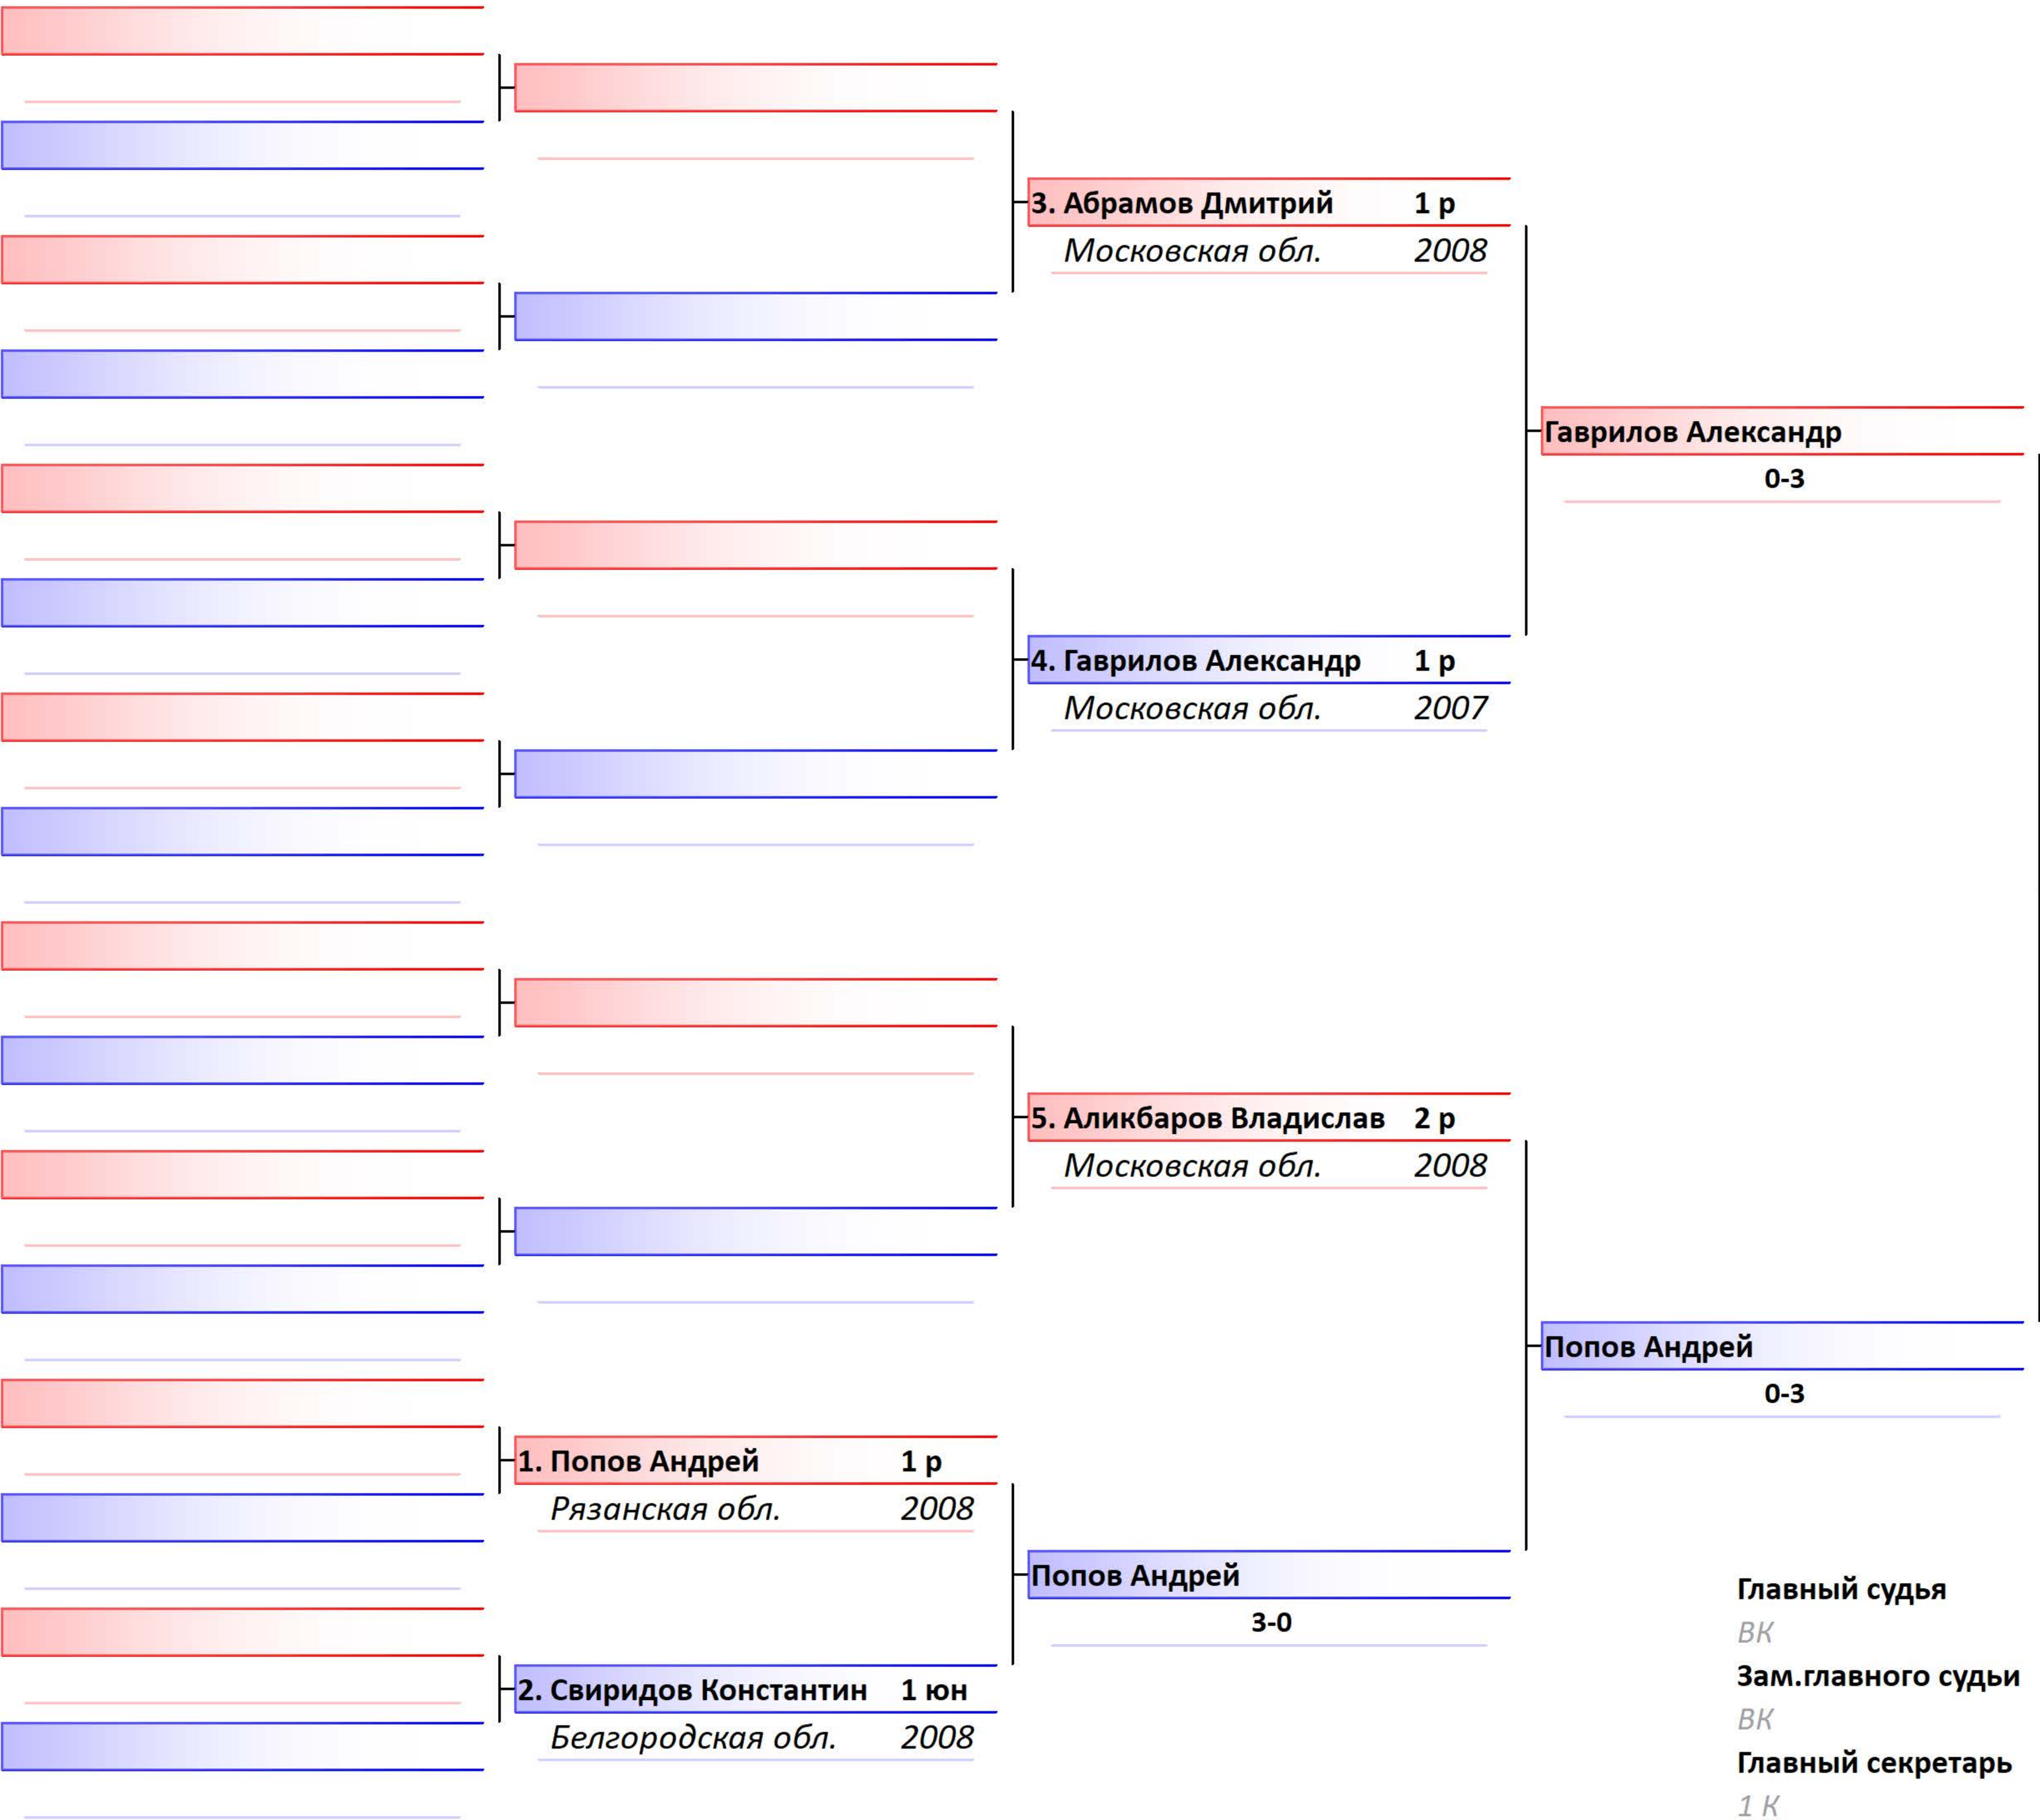 3. Абрамов Дмитрий 1 р
Московская обл. 2008
Гаврилов Александр
0-3
4. Гаврилов Александр 1 р
Московская обл. 2007
5. Аликбаров Владислав 2 р
Московская обл. 2008
Попов Андрей
0-3
1. Попов Андрей 1 р
Рязанская обл. 2008
Попов Андрей
3-0
2. Свиридов Константин 1 юн
Белгородская обл. 2008
Главный судья
ВК
Зам.главного судьи
ВК
Главный секретарь
1 К